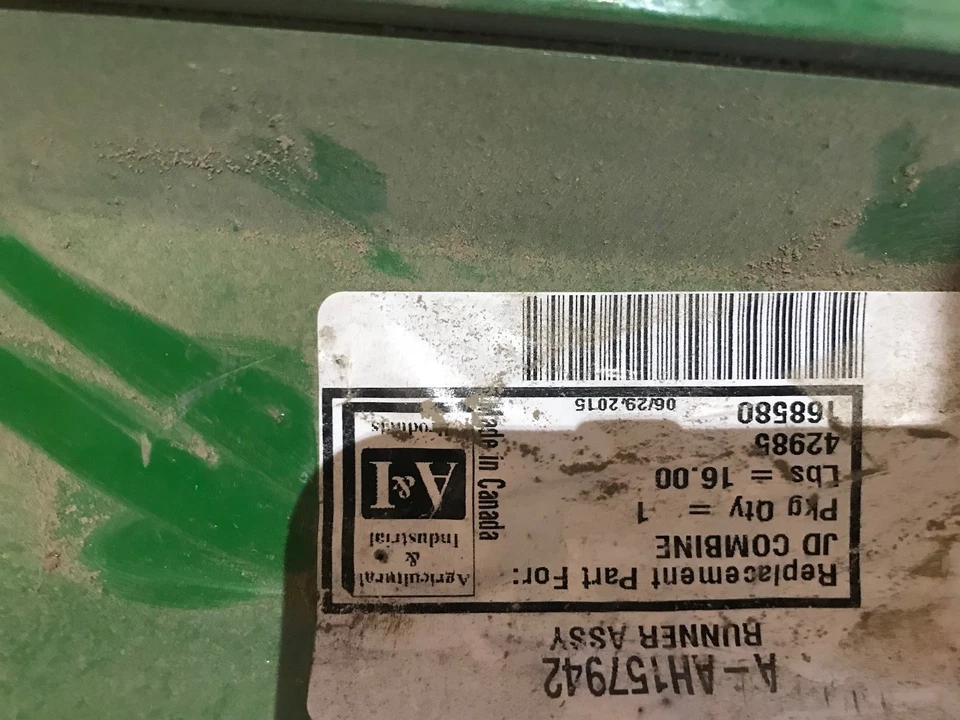 A-AH157942
RUNNER ASSY
Replacement Part For:
JD COMBINE
Pkg Qty = 1
Lbs = 16.00
42985
168580
06/29,2015
Agricultural
&
Industrial
A&I
Products
Made in Canada